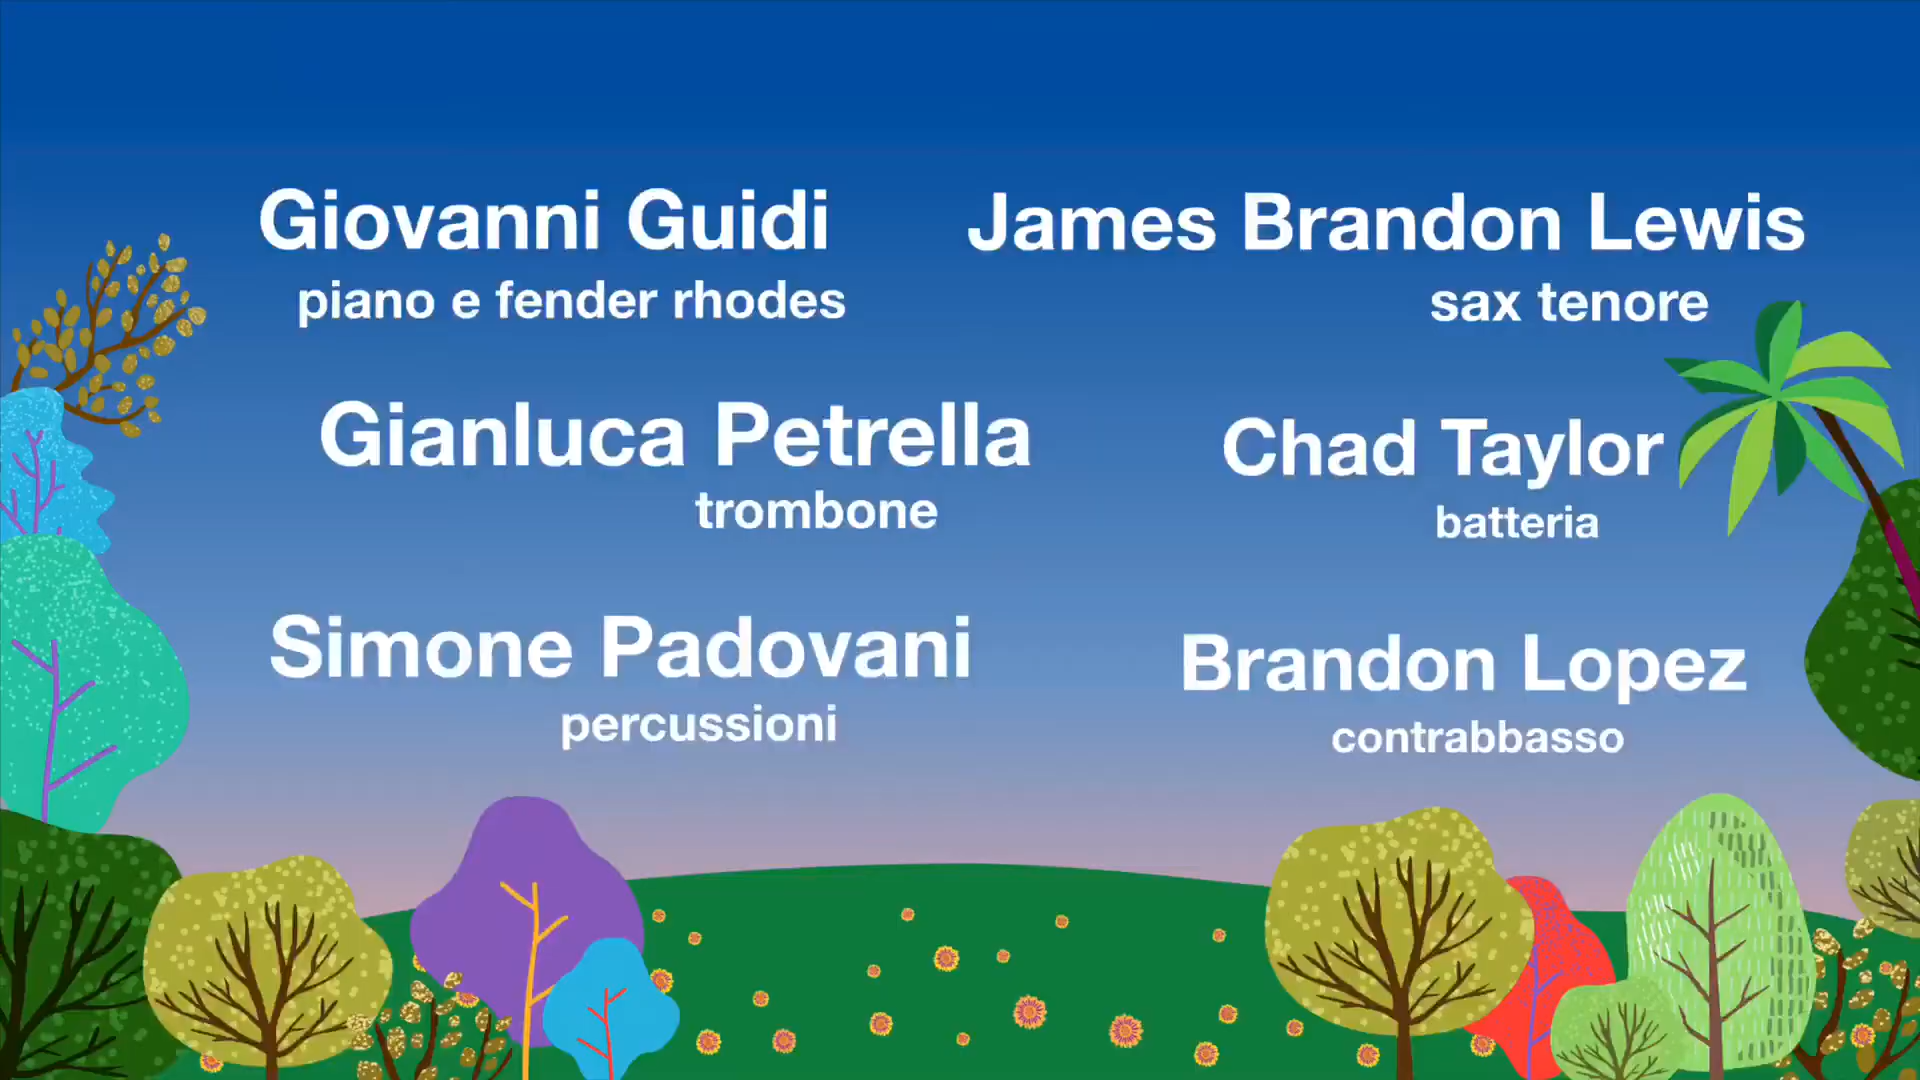 Giovanni Guidi
piano e fender rhodes
James Brandon Lewis
sax tenore
Gianluca Petrella
trombone
Chad Taylor
batteria
Simone Padovani
percussioni
Brandon Lopez
contrabbasso